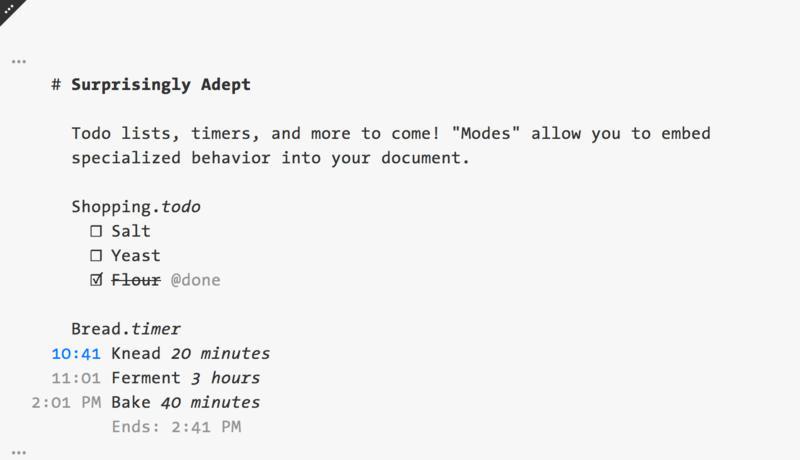 ...
# Surprisingly Adept
Todo lists, timers, and more to come! "Modes" allow you to embed
specialized behavior into your document.
Shopping.todo
☐ Salt
☐ Yeast
☑ Flour @done
Bread.timer
10:41 Knead 20 minutes
11:01 Ferment 3 hours
2:01 PM Bake 40 minutes
Ends: 2:41 PM
...